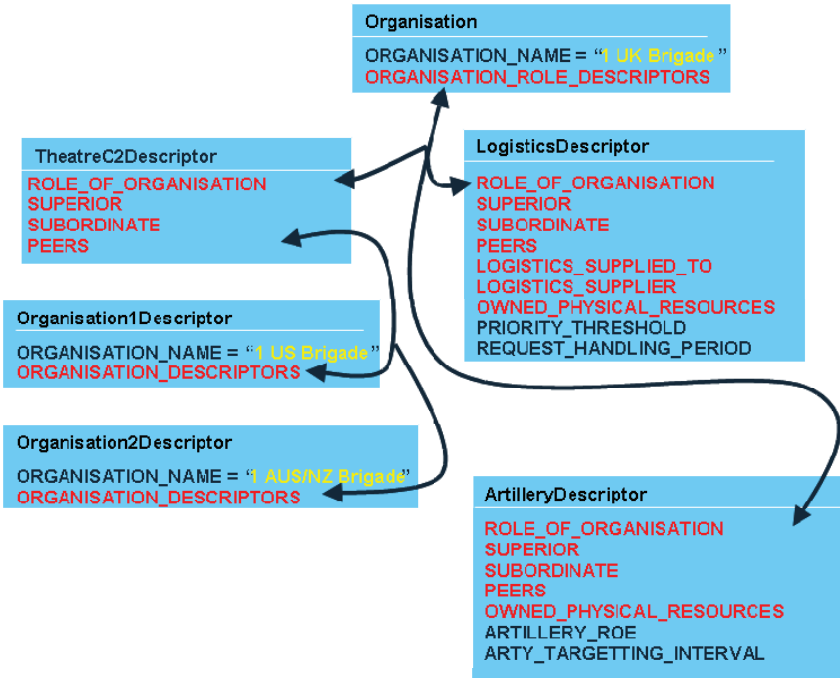 Organisation
ORGANISATION_NAME = “1 UK Brigade”
ORGANISATION_ROLE_DESCRIPTORS
TheatreC2Descriptor
ROLE_OF_ORGANISATION
SUPERIOR
SUBORDINATE
PEERS
LogisticsDescriptor
ROLE_OF_ORGANISATION
SUPERIOR
SUBORDINATE
PEERS
LOGISTICS_SUPPLIED_TO
LOGISTICS_SUPPLIER
OWNED_PHYSICAL_RESOURCES
PRIORITY_THRESHOLD
REQUEST_HANDLING_PERIOD
Organisation1Descriptor
ORGANISATION_NAME = “1 US Brigade”
ORGANISATION_DESCRIPTORS
Organisation2Descriptor
ORGANISATION_NAME = “1 AUS/NZ Brigade”
ORGANISATION_DESCRIPTORS
ArtilleryDescriptor
ROLE_OF_ORGANISATION
SUPERIOR
SUBORDINATE
PEERS
OWNED_PHYSICAL_RESOURCES
ARTILLERY_ROE
ARTY_TARGETTING_INTERVAL